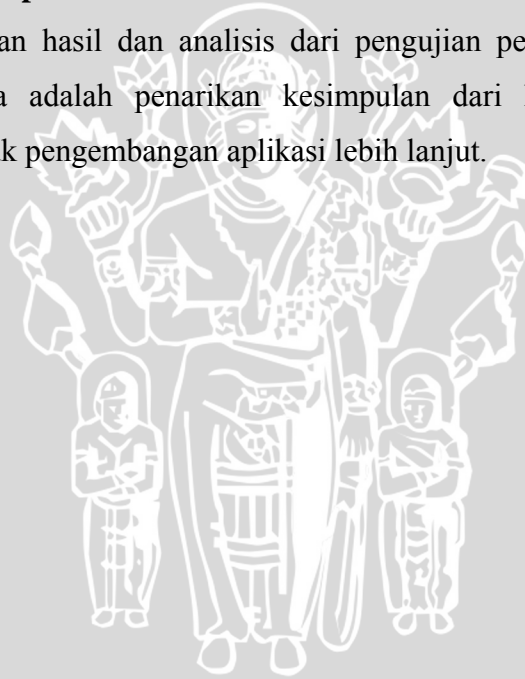 an hasil dan analisis dari pengujian pe
a adalah penarikan kesimpulan dari
k pengembangan aplikasi lebih lanjut.